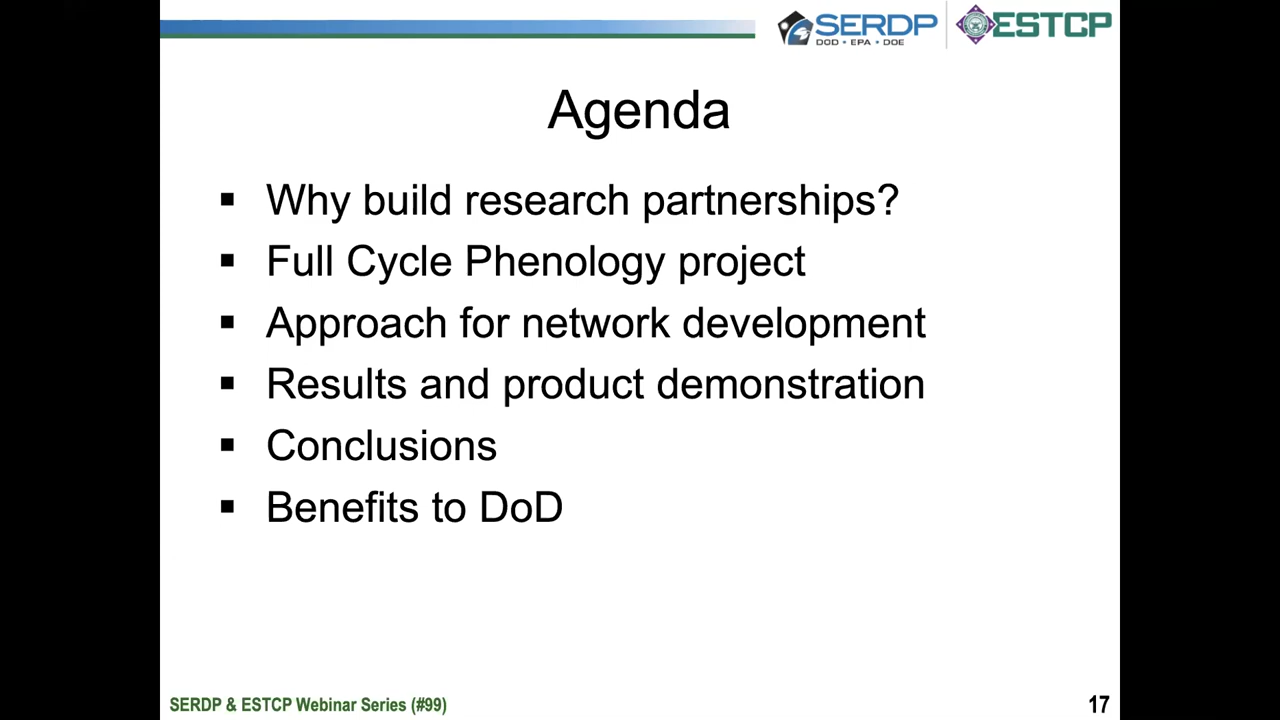 SERDP
DOD • EPA • DOE
ESTCP
Agenda
▪ Why build research partnerships?
▪ Full Cycle Phenology project
▪ Approach for network development
▪ Results and product demonstration
▪ Conclusions
▪ Benefits to DoD
SERDP & ESTCP Webinar Series (#99)
17